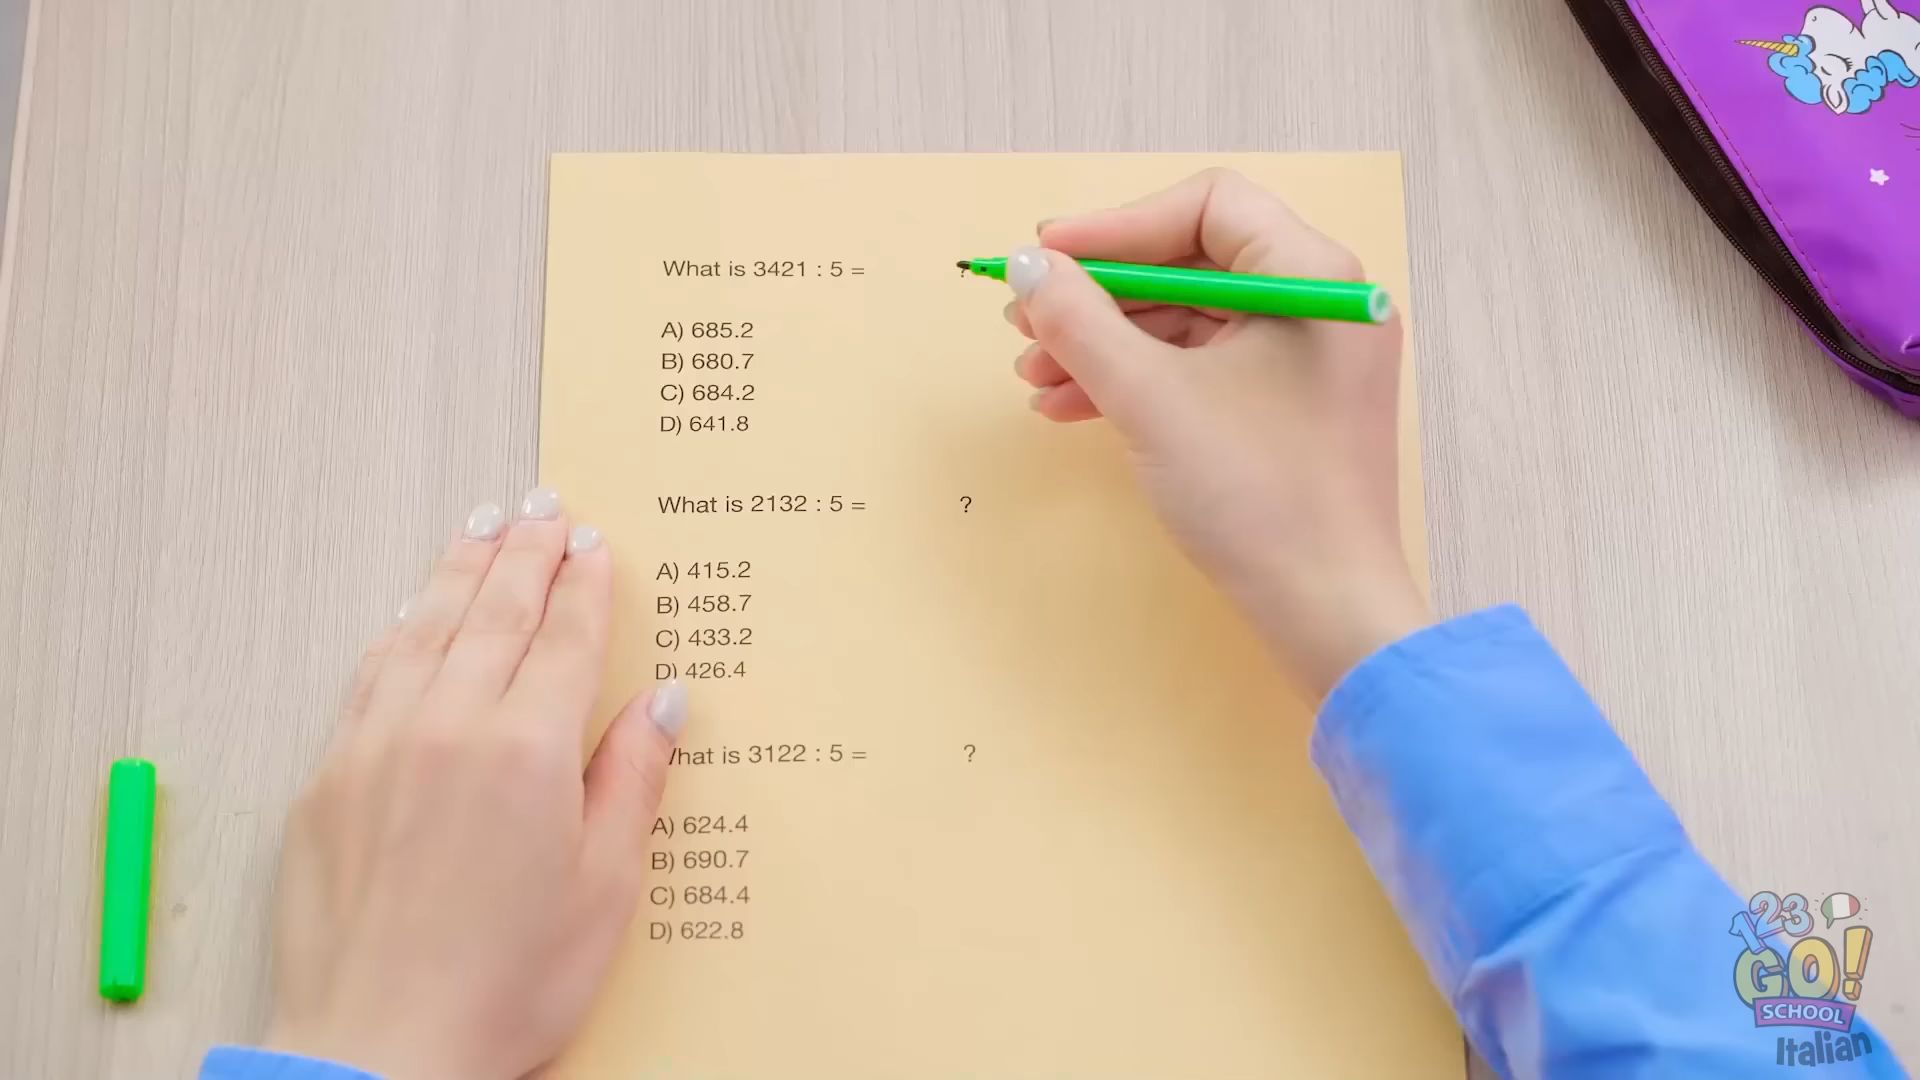 What is 3421 : 5 = ?
A) 685.2
B) 680.7
C) 684.2
D) 641.8
What is 2132 : 5 = ?
A) 415.2
B) 458.7
C) 433.2
D) 426.4
What is 3122 : 5 = ?
A) 624.4
B) 690.7
C) 684.4
D) 622.8
123
GO!
SCHOOL
Italian